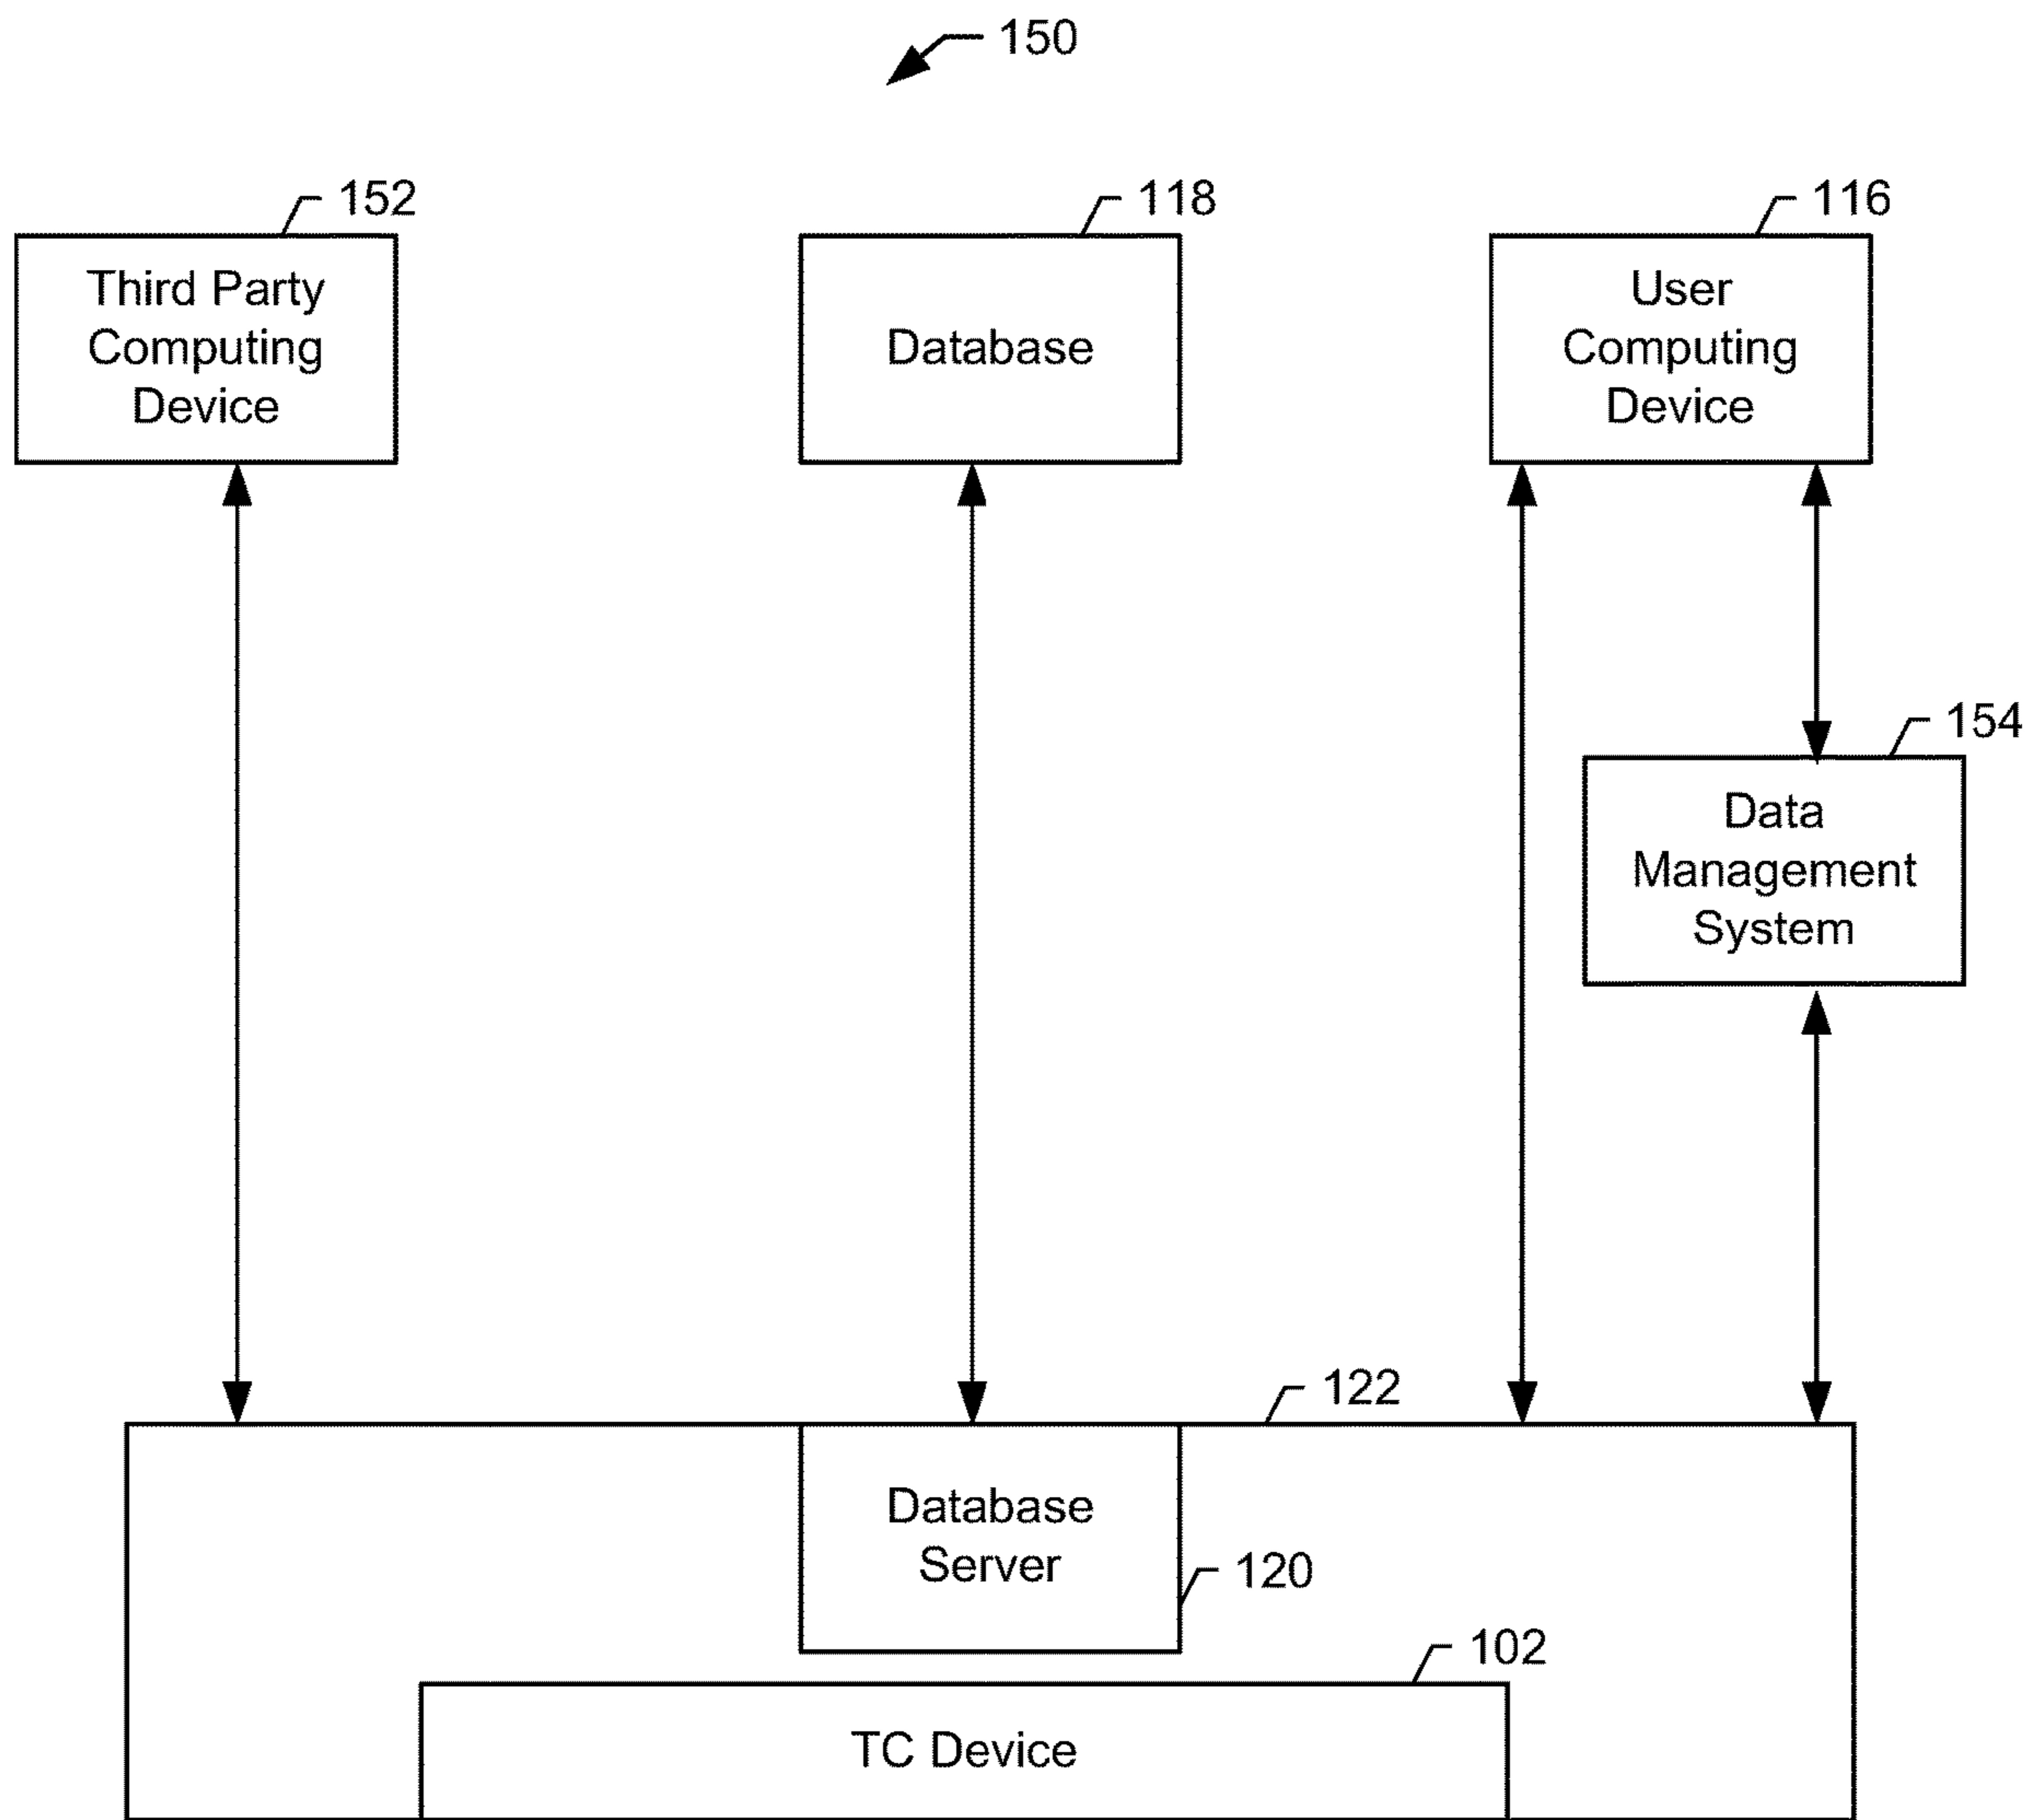 150
152
118
116
Third Party
Computing
Device
Database
User
Computing
Device
154
Data
Management
System
122
Database
Server
120
102
TC Device